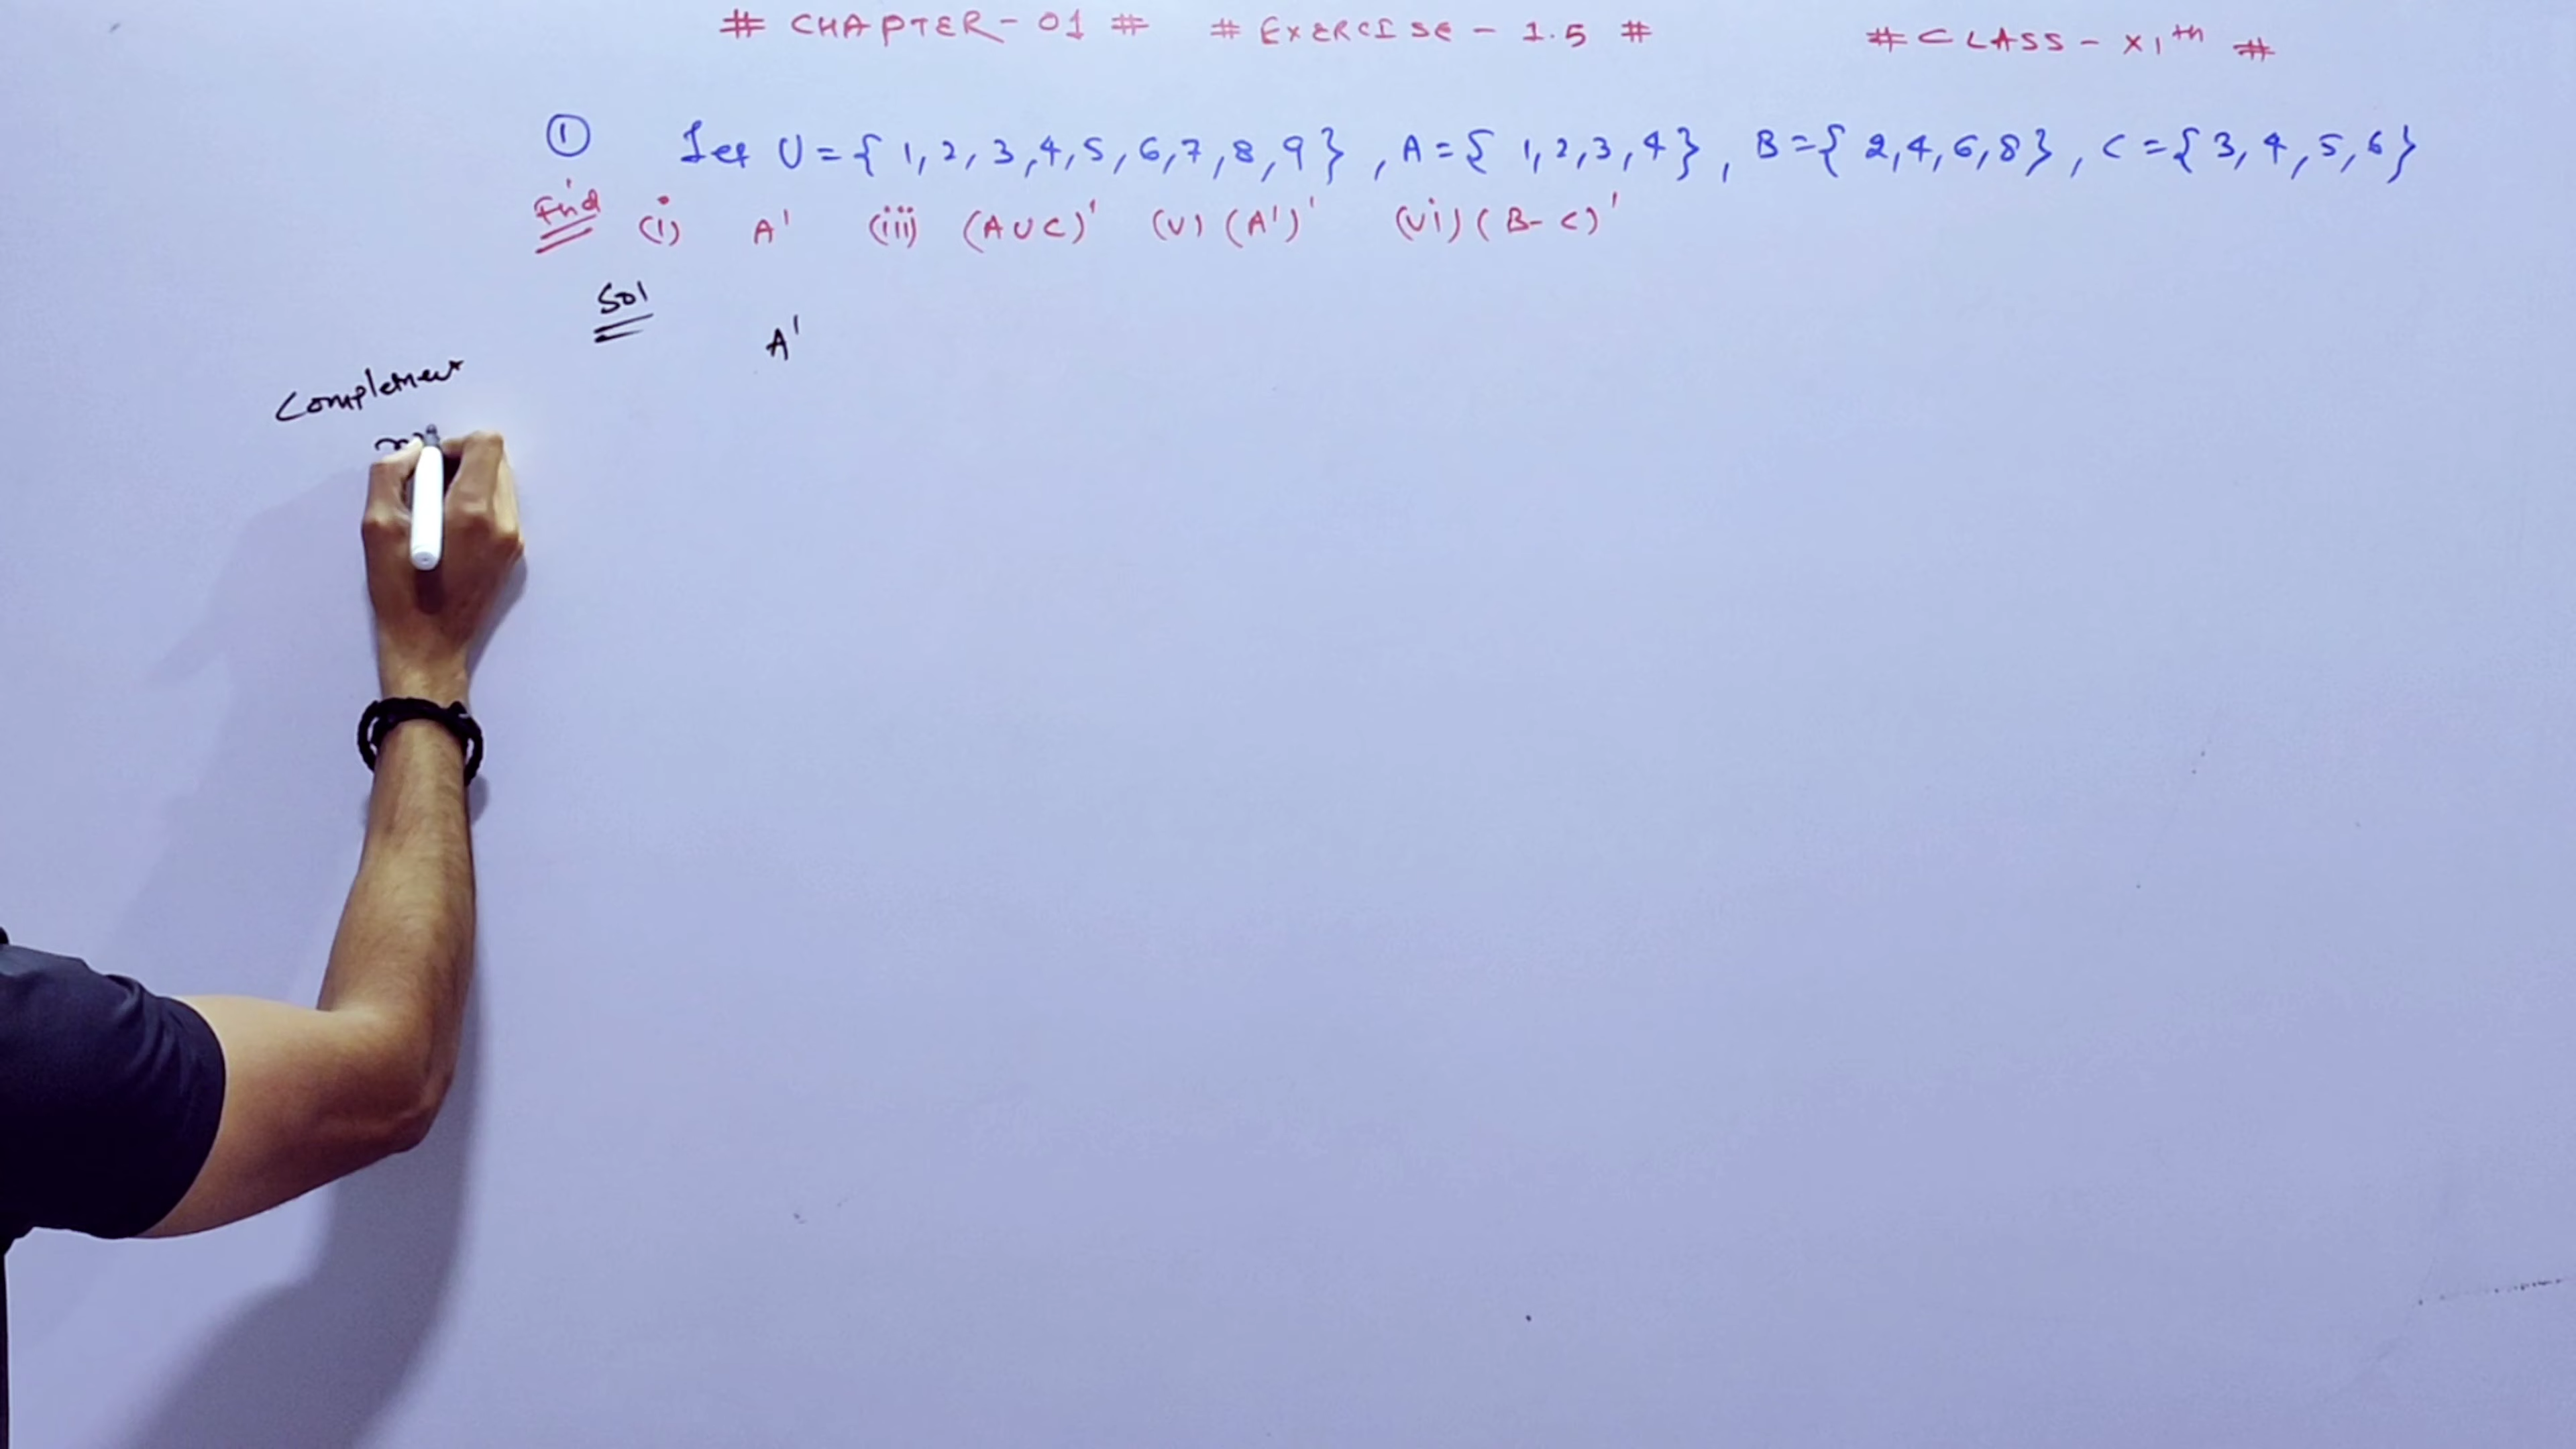 # CHAPTER - 01 # # EXERCISE - 1.5 # # CLASS - XIth #
① Let U = { 1, 2, 3, 4, 5, 6, 7, 8, 9 } , A = { 1, 2, 3, 4 } , B = { 2, 4, 6, 8 } , C = { 3, 4, 5, 6 }
Find (i) A' (iii) (A ∪ C)' (v) (A')' (vi) ( B - C )'
Sol
A'
Complement